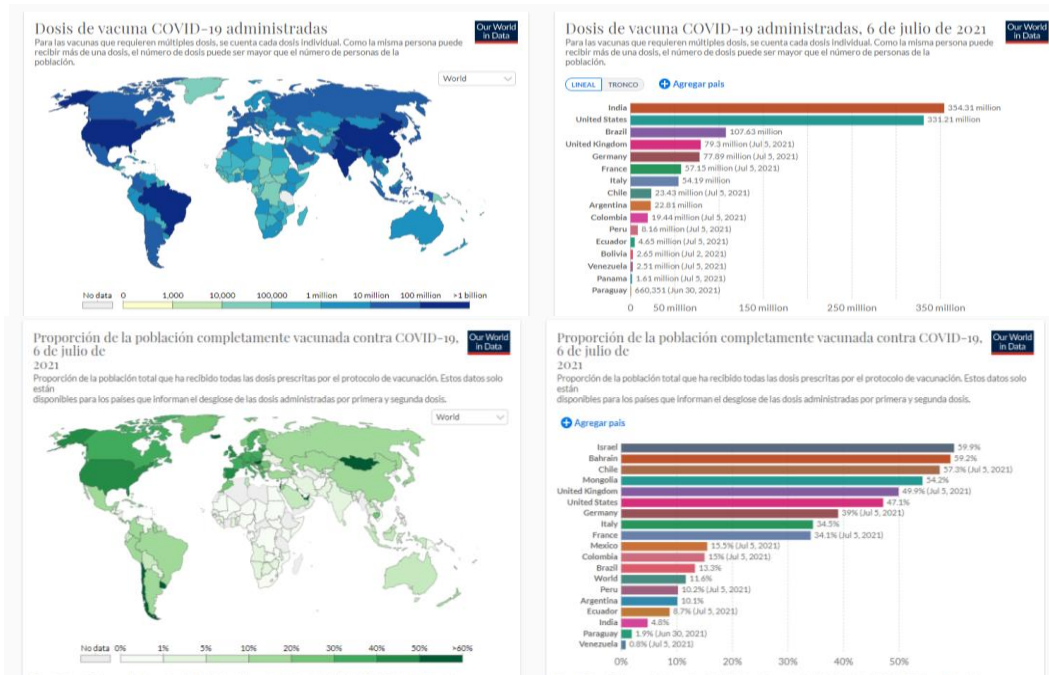 Dosis de vacuna COVID-19 administradas
Our World
in Data
Para las vacunas que requieren múltiples dosis, se cuenta cada dosis individual. Como la misma persona puede
recibir más de una dosis, el número de dosis puede ser mayor que el número de personas de la
población.
World
No data 0 1,000 10,000 100,000 1 million 10 million 100 million >1 billion
Dosis de vacuna COVID-19 administradas, 6 de julio de 2021
Our World
in Data
Para las vacunas que requieren múltiples dosis, se cuenta cada dosis individual. Como la misma persona puede
recibir más de una dosis, el número de dosis puede ser mayor que el número de personas de la
población.
LINEAL TRONCO Agregar país
India 354.31 million
United States 331.21 million
Brazil 107.63 million
United Kingdom 79.3 million (Jul 5, 2021)
Germany 77.89 million (Jul 5, 2021)
France 57.15 million (Jul 5, 2021)
Italy 54.19 million
Chile 23.43 million (Jul 5, 2021)
Argentina 22.81 million
Colombia 19.44 million (Jul 5, 2021)
Peru 8.16 million (Jul 5, 2021)
Ecuador 4.65 million (Jul 5, 2021)
Bolivia 2.65 million (Jul 2, 2021)
Venezuela 2.51 million (Jul 5, 2021)
Panama 1.61 million (Jul 5, 2021)
Paraguay 660,351 (Jun 30, 2021)
0 50 million 150 million 250 million 350 million
Proporción de la población completamente vacunada contra COVID-19,
6 de julio de
2021
Our World
in Data
Proporción de la población total que ha recibido todas las dosis prescritas por el protocolo de vacunación. Estos datos solo
están
disponibles para los países que informan el desglose de las dosis administradas por primera y segunda dosis.
World
No data 0% 1% 5% 10% 20% 30% 40% 50% >60%
Proporción de la población completamente vacunada contra COVID-19,
6 de julio de
2021
Our World
in Data
Proporción de la población total que ha recibido todas las dosis prescritas por el protocolo de vacunación. Estos datos solo
están
disponibles para los países que informan el desglose de las dosis administradas por primera y segunda dosis.
Agregar país
Israel 59.9%
Bahrain 59.2%
Chile 57.3% (Jul 5, 2021)
Mongolia 54.2%
United Kingdom 49.9% (Jul 5, 2021)
United States 47.1%
Germany 39% (Jul 5, 2021)
Italy 34.5%
France 34.1% (Jul 5, 2021)
Mexico 15.5% (Jul 5, 2021)
Colombia 15% (Jul 5, 2021)
Brazil 13.3%
World 11.6%
Peru 10.2% (Jul 5, 2021)
Argentina 10.1%
Ecuador 8.7% (Jul 5, 2021)
India 4.8%
Paraguay 1.9% (Jun 30, 2021)
Venezuela 0.8% (Jul 5, 2021)
0% 10% 20% 30% 40% 50%